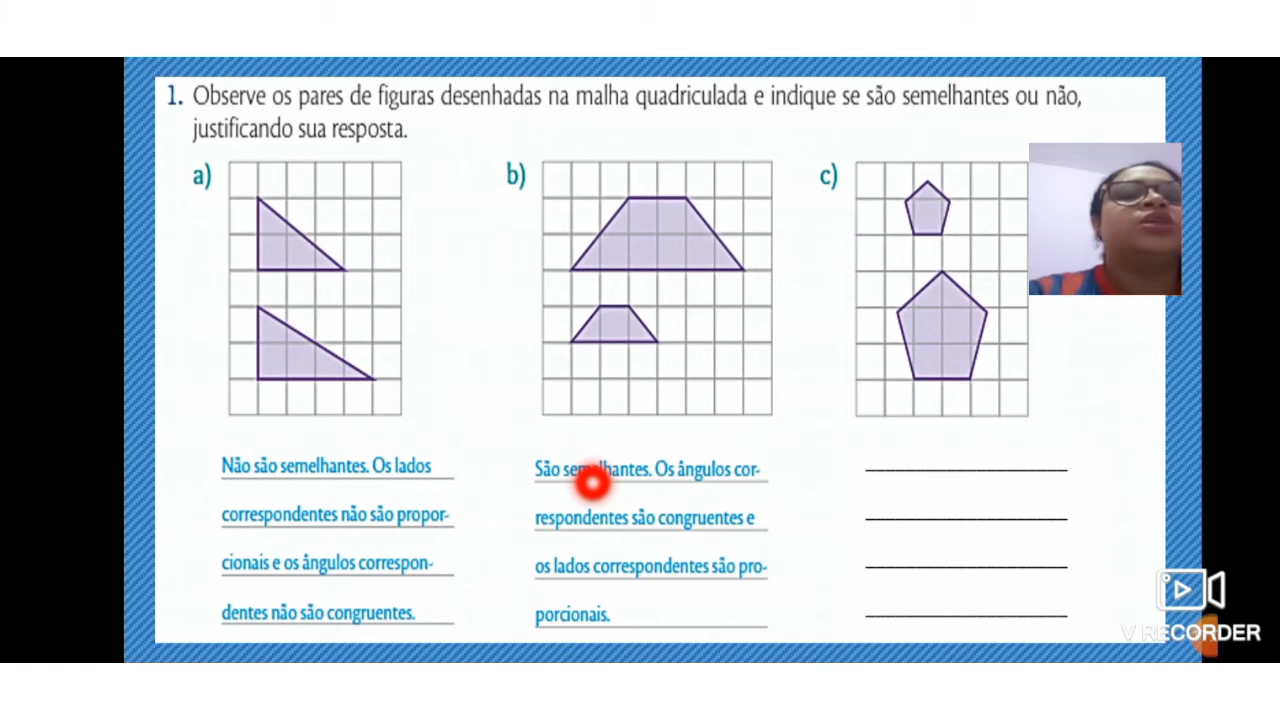 1. Observe os pares de figuras desenhadas na malha quadriculada e indique se são semelhantes ou não,
justificando sua resposta.
a)
b)
c)
Não são semelhantes. Os lados
correspondentes não são propor-
cionais e os ângulos correspon-
dentes não são congruentes.
São semelhantes. Os ângulos cor-
respondentes são congruentes e
os lados correspondentes são pro-
porcionais.
V RECORDER